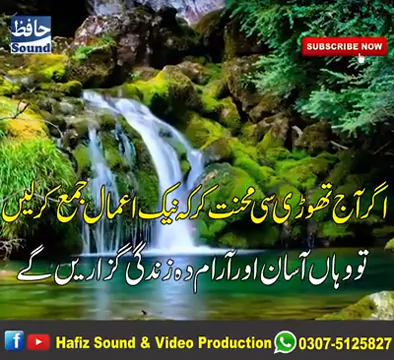 حافظ
Sound
SUBSCRIBE NOW
اگر آج تھوڑی سی محنت کر کہ نیک اعمال جمع کر لیں
تو وہاں آسان اور آرام دہ زندگی گزاریں گے
Hafiz Sound & Video Production 0307-5125827